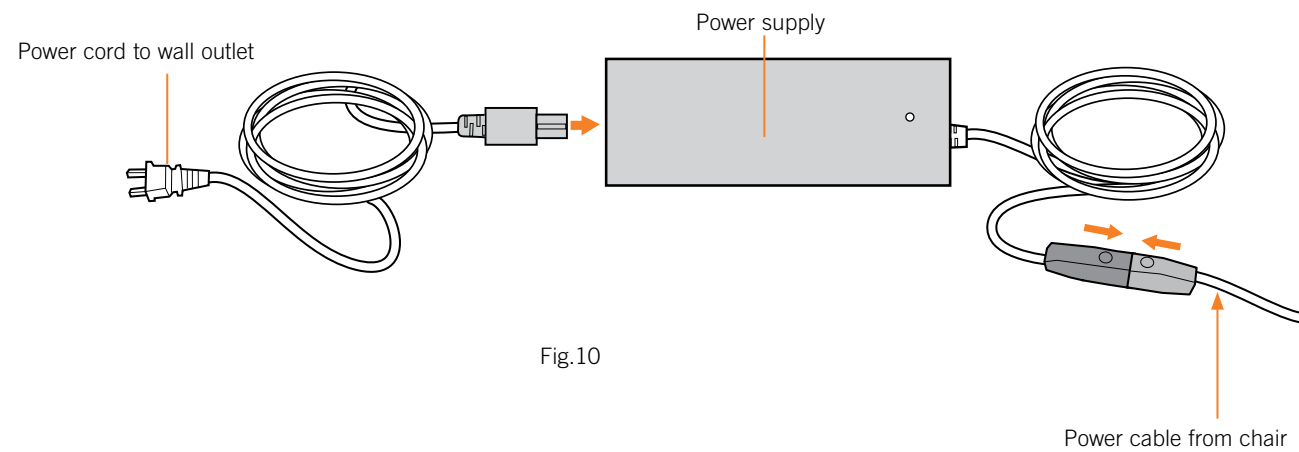 Power supply
Power cord to wall outlet
Fig.10
Power cable from chair